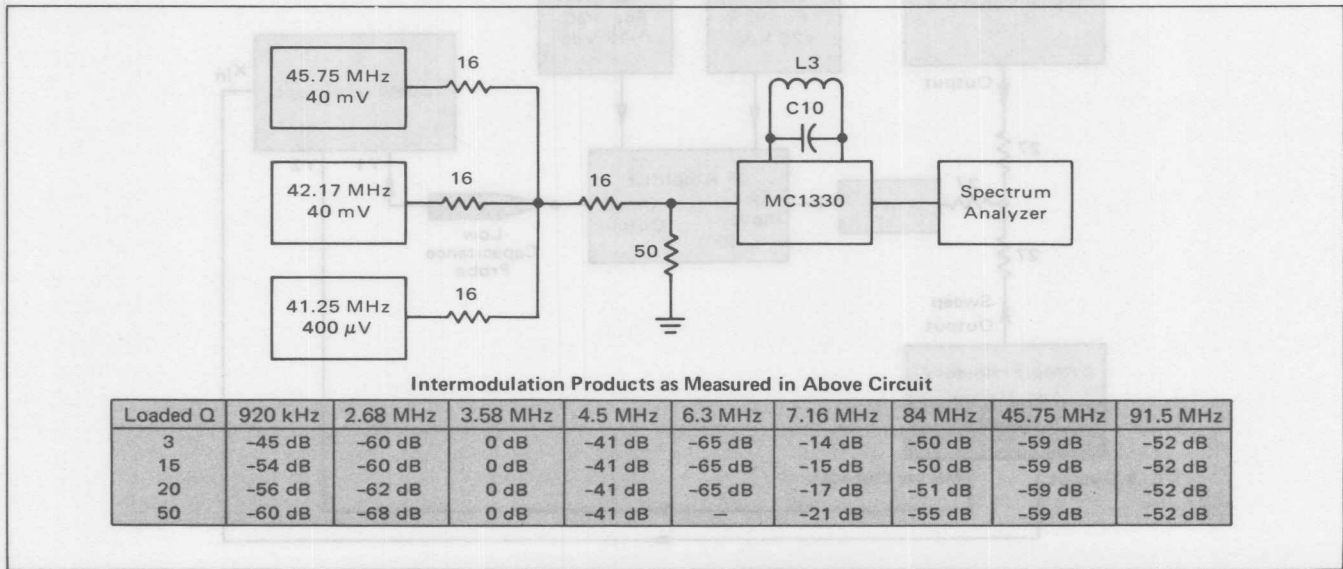 16
L3
45.75 MHz
40 mV
C10
16
16
42.17 MHz
40 mV
MC1330
Spectrum
Analyzer
50
16
41.25 MHz
400 μV
Intermodulation Products as Measured in Above Circuit
Loaded Q 920 kHz 2.68 MHz 3.58 MHz 4.5 MHz 6.3 MHz 7.16 MHz 84 MHz 45.75 MHz 91.5 MHz
3 –45 dB –60 dB 0 dB –41 dB –65 dB –14 dB –50 dB –59 dB –52 dB
15 –54 dB –60 dB 0 dB –41 dB –65 dB –15 dB –50 dB –59 dB –52 dB
20 –56 dB –62 dB 0 dB –41 dB –65 dB –17 dB –51 dB –59 dB –52 dB
50 –60 dB –68 dB 0 dB –41 dB – –21 dB –55 dB –59 dB –52 dB